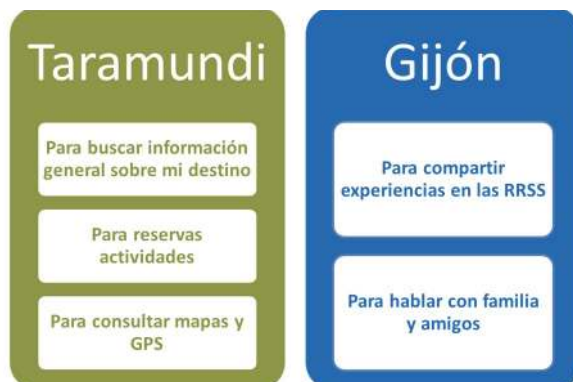 Taramundi
Para buscar información
general sobre mi destino
Para reservas
actividades
Para consultar mapas y
GPS
Gijón
Para compartir
experiencias en las RRSS
Para hablar con familia
y amigos